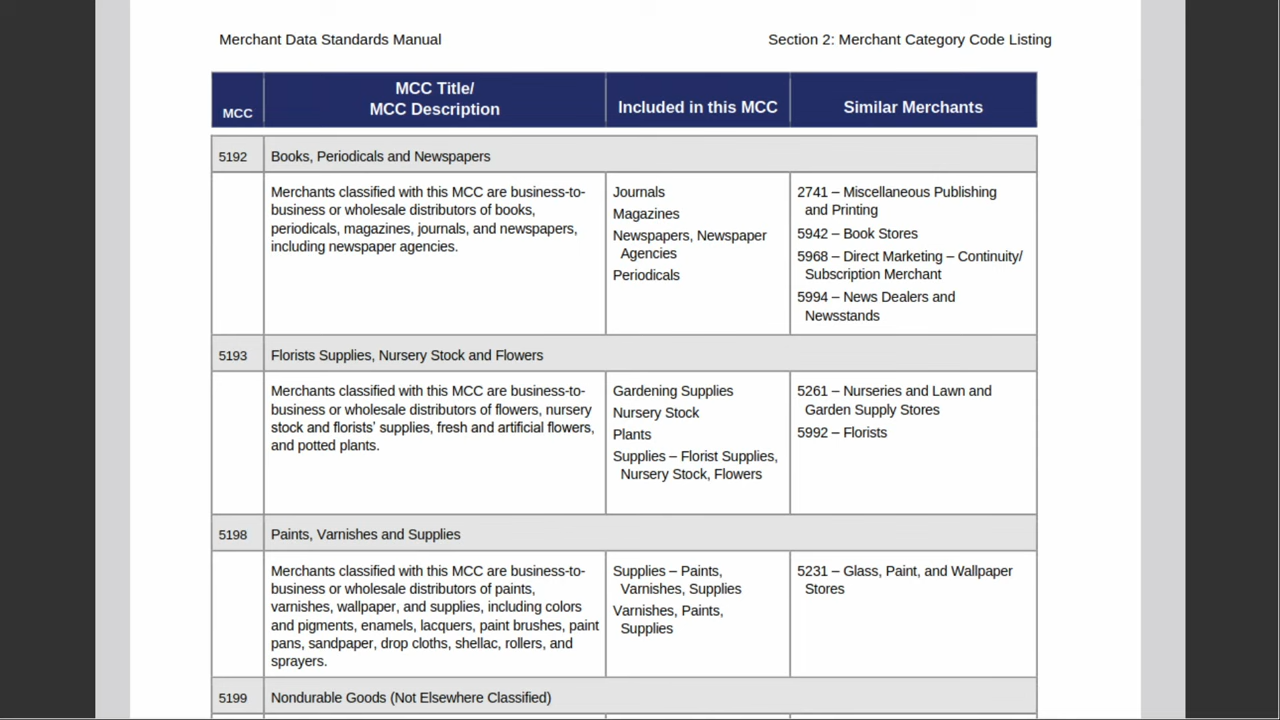 Merchant Data Standards Manual
Section 2: Merchant Category Code Listing
MCC
MCC Title/
MCC Description
Included in this MCC
Similar Merchants
5192
Books, Periodicals and Newspapers
Merchants classified with this MCC are business-to-
business or wholesale distributors of books,
periodicals, magazines, journals, and newspapers,
including newspaper agencies.
Journals
Magazines
Newspapers, Newspaper
Agencies
Periodicals
2741 – Miscellaneous Publishing
and Printing
5942 – Book Stores
5968 – Direct Marketing – Continuity/
Subscription Merchant
5994 – News Dealers and
Newsstands
5193
Florists Supplies, Nursery Stock and Flowers
Merchants classified with this MCC are business-to-
business or wholesale distributors of flowers, nursery
stock and florists’ supplies, fresh and artificial flowers,
and potted plants.
Gardening Supplies
Nursery Stock
Plants
Supplies – Florist Supplies,
Nursery Stock, Flowers
5261 – Nurseries and Lawn and
Garden Supply Stores
5992 – Florists
5198
Paints, Varnishes and Supplies
Merchants classified with this MCC are business-to-
business or wholesale distributors of paints,
varnishes, wallpaper, and supplies, including colors
and pigments, enamels, lacquers, paint brushes, paint
pans, sandpaper, drop cloths, shellac, rollers, and
sprayers.
Supplies – Paints,
Varnishes, Supplies
Varnishes, Paints,
Supplies
5231 – Glass, Paint, and Wallpaper
Stores
5199
Nondurable Goods (Not Elsewhere Classified)